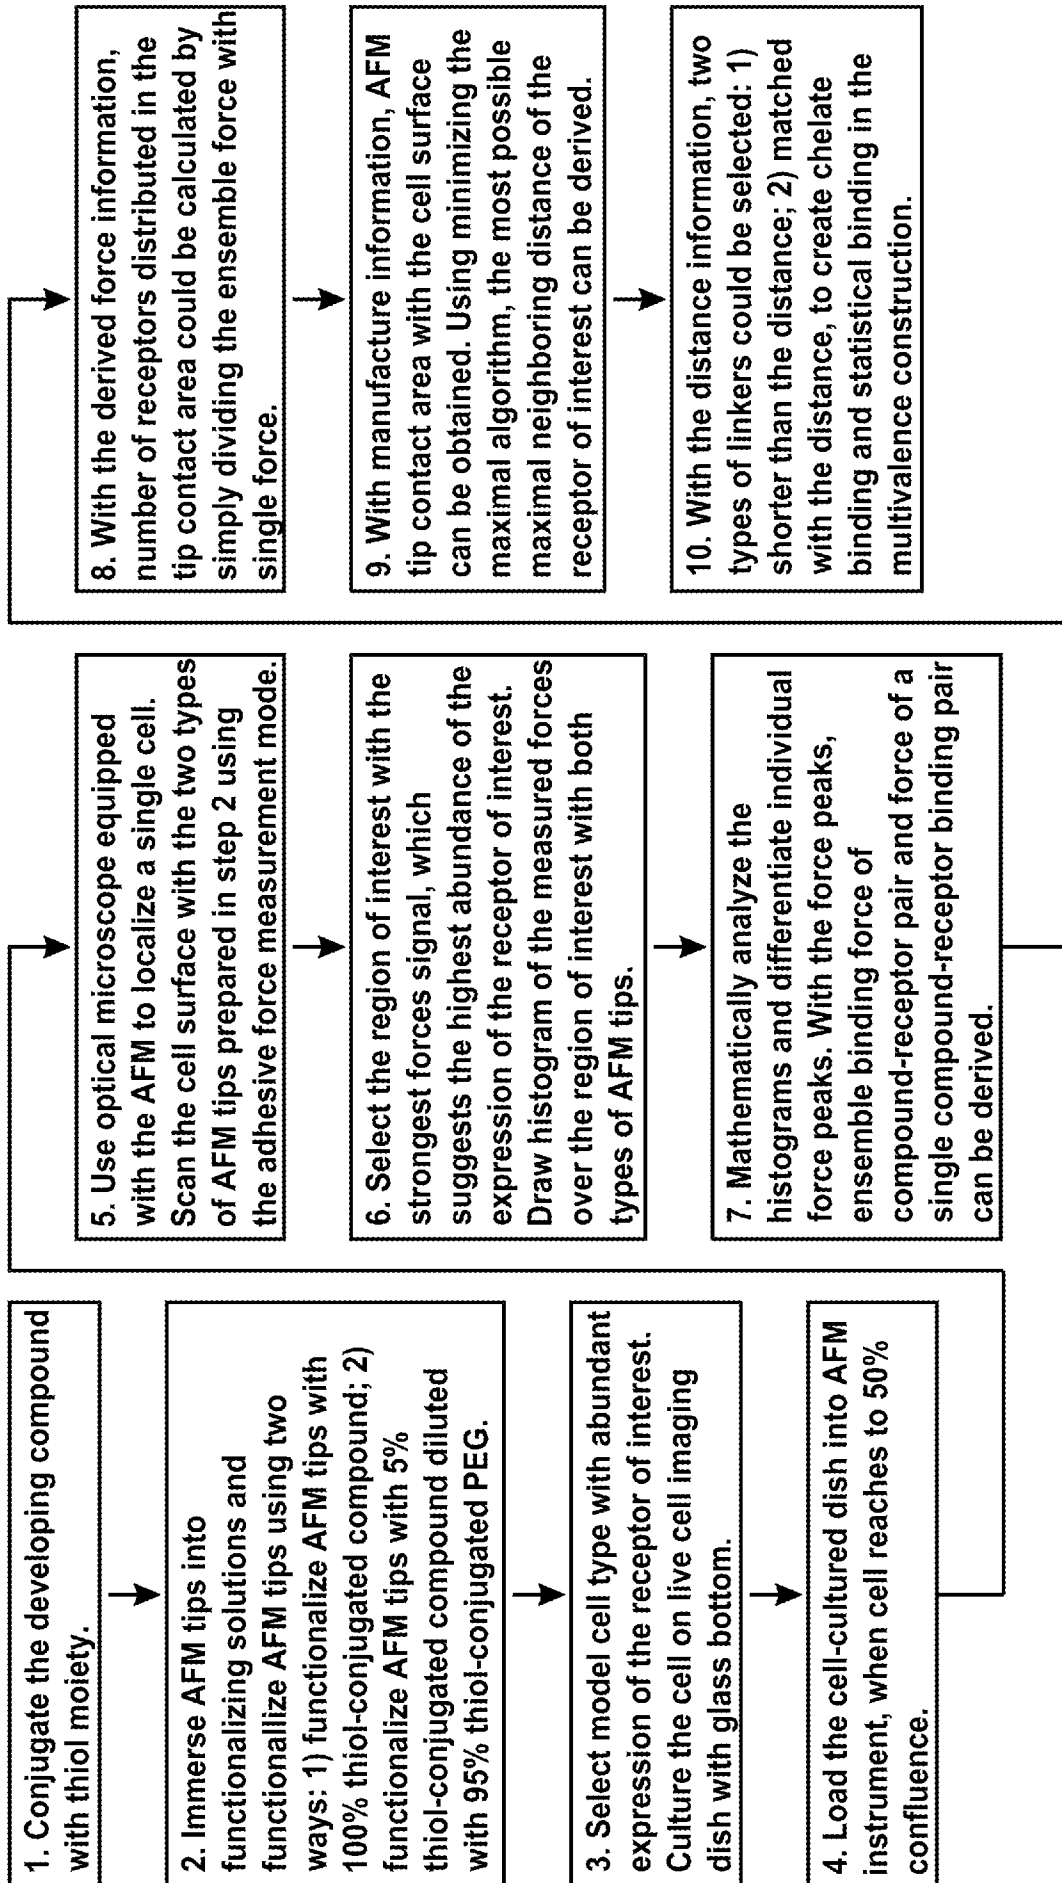 1. Conjugate the developing compound
with thiol moiety.
2. Immerse AFM tips into
functionalizing solutions and
functionallize AFM tips using two
ways: 1) functionalize AFM tips with
100% thiol-conjugated compound; 2)
functionalize AFM tips with 5%
thiol-conjugated compound diluted
with 95% thiol-conjugated PEG.
3. Select model cell type with abundant
expression of the receptor of interest.
Culture the cell on live cell imaging
dish with glass bottom.
4. Load the cell-cultured dish into AFM
instrument, when cell reaches to 50%
confluence.
5. Use optical microscope equipped
with the AFM to localize a single cell.
Scan the cell surface with the two types
of AFM tips prepared in step 2 using
the adhesive force measurement mode.
6. Select the region of interest with the
strongest forces signal, which
suggests the highest abundance of the
expression of the receptor of interest.
Draw histogram of the measured forces
over the region of interest with both
types of AFM tips.
7. Mathematically analyze the
histograms and differentiate individual
force peaks. With the force peaks,
ensemble binding force of
compound-receptor pair and force of a
single compound-receptor binding pair
can be derived.
8. With the derived force information,
number of receptors distributed in the
tip contact area could be calculated by
simply dividing the ensemble force with
single force.
9. With manufacture information, AFM
tip contact area with the cell surface
can be obtained. Using minimizing the
maximal algorithm, the most possible
maximal neighboring distance of the
receptor of interest can be derived.
10. With the distance information, two
types of linkers could be selected: 1)
shorter than the distance; 2) matched
with the distance, to create chelate
binding and statistical binding in the
multivalence construction.